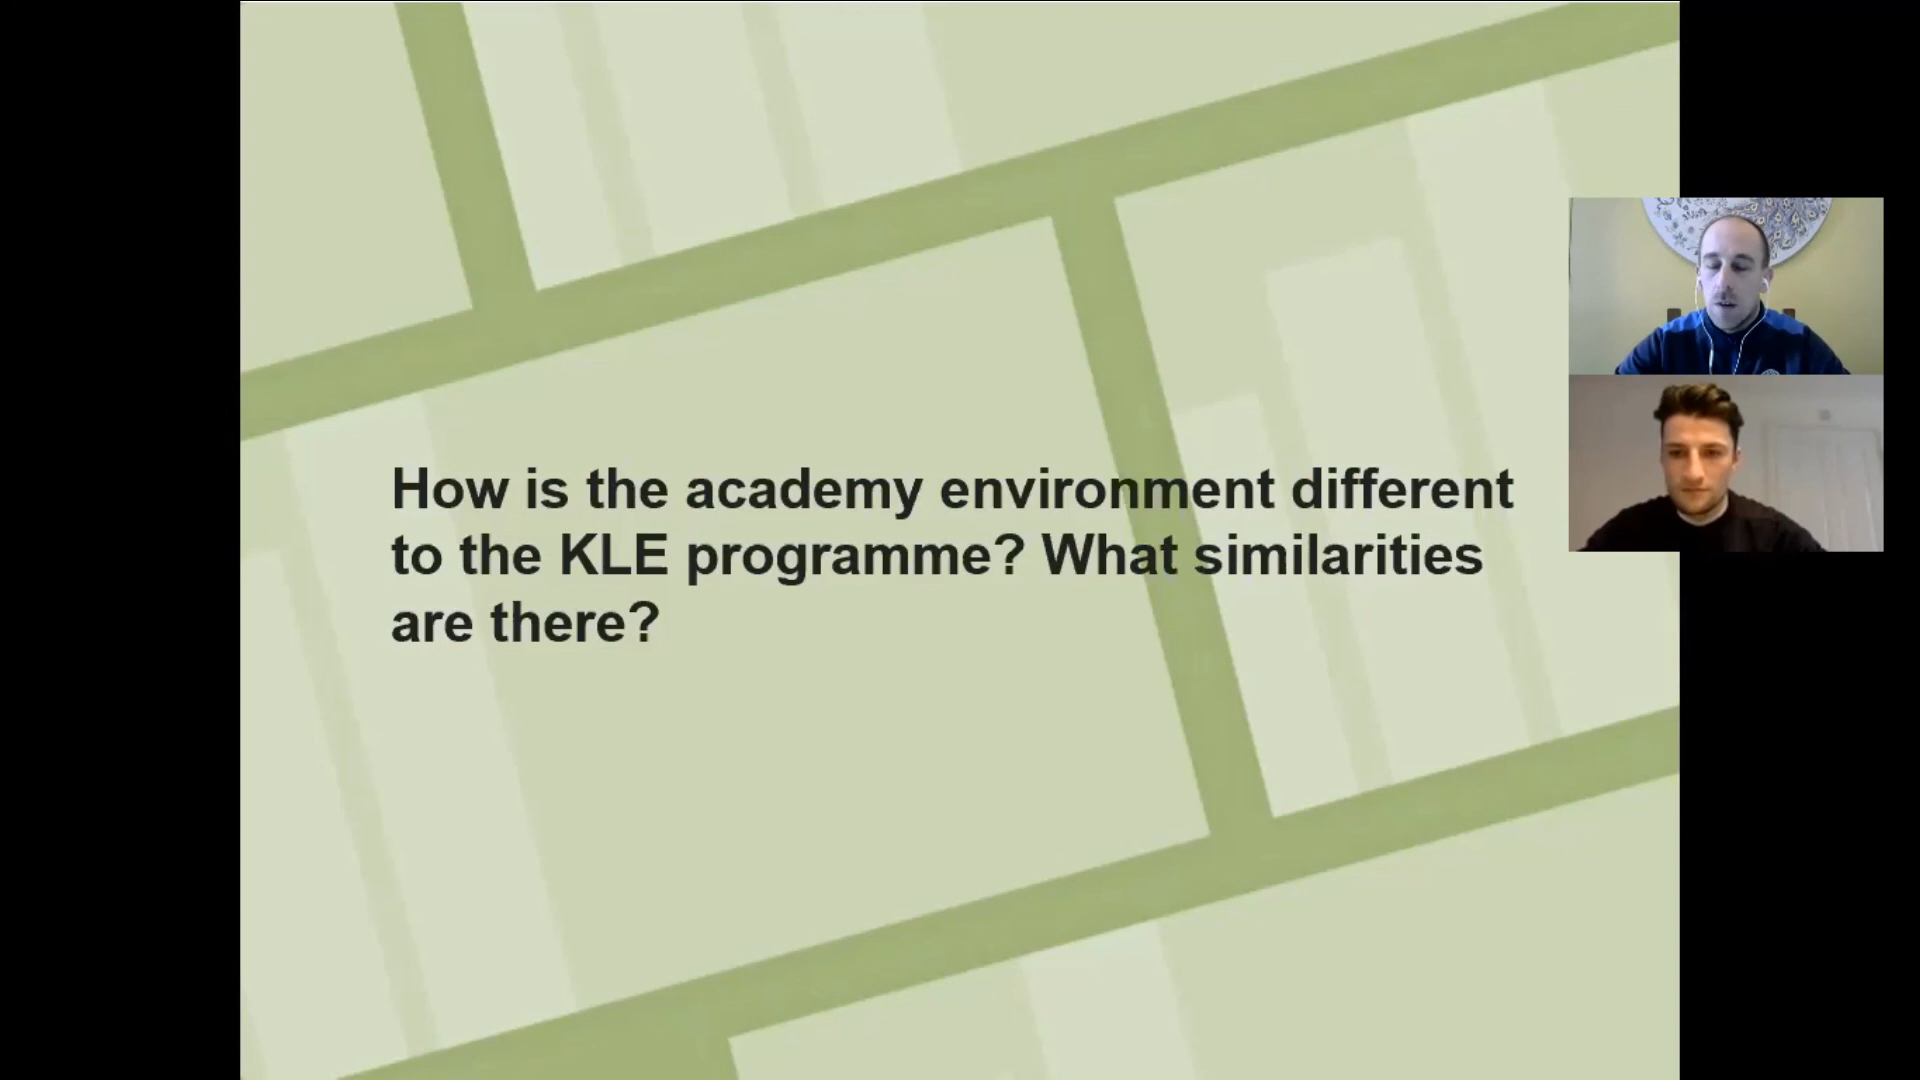 How is the academy environment different
to the KLE programme? What similarities
are there?